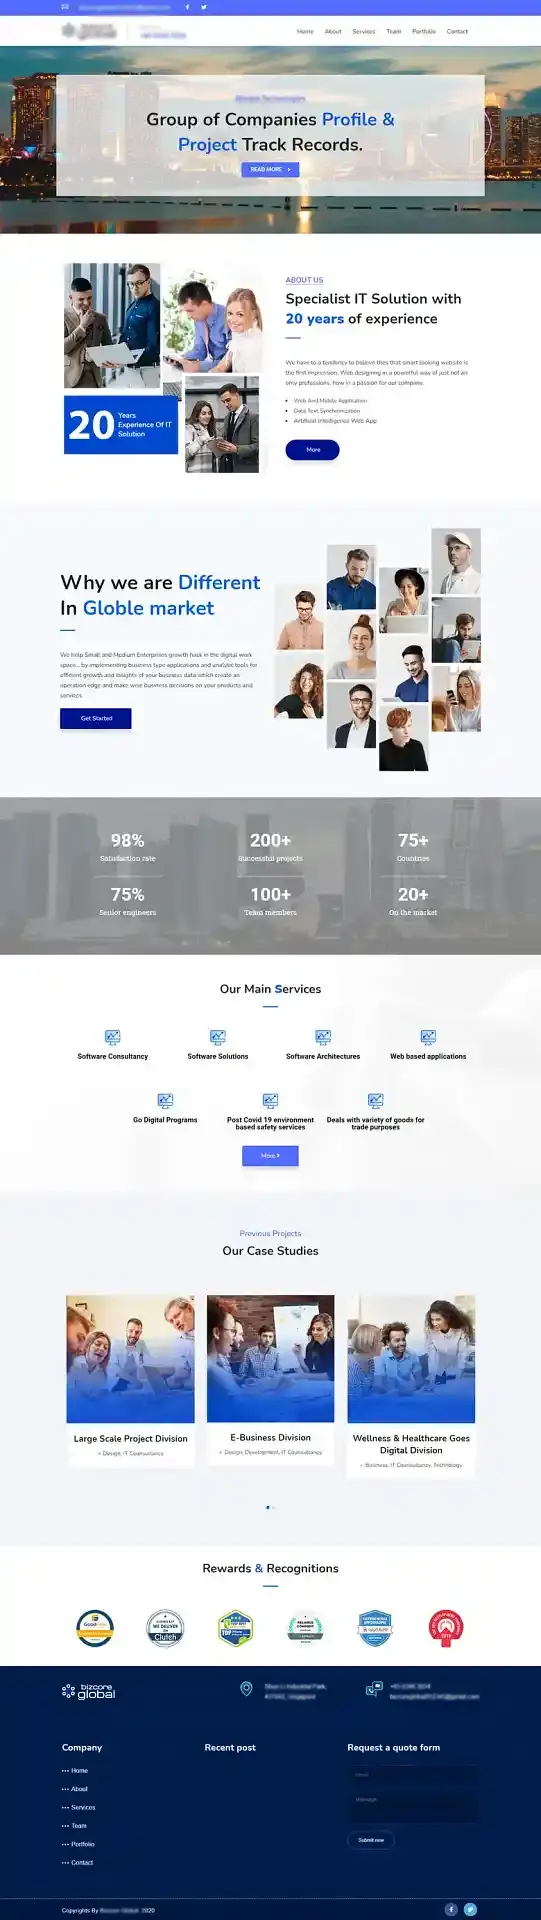 Home About Services Team Portfolio Contact
Group of Companies Profile &
Project Track Records.
READ MORE
ABOUT US
Specialist IT Solution with
20 years of experience
We have to a tendency to believe thes that smart looking website is
the first impression. Web designing in a powerful way of just not an
only professions, how in a passion for our company.
Web And Mobile Application
Data Text Synchronization
Artificial Intelligence Web App
More
20 Years
Experience Of IT
Solution
Why we are Different
In Globle market
We help Small and Medium Enterprises growth hack in the digital work
space... by implementing business type applications and analytic tools for
efficient growth and insights of your business data which create an
operation edge and make wise business decisions on your products and
services.
Get Started
98% 200+ 75+
Satisfaction rate Successful projects Countries
75% 100+ 20+
Senior engineers Team members On the market
Our Main Services
Software Consultancy Software Solutions Software Architectures Web based applications
Go Digital Programs Post Covid 19 environment Deals with variety of goods for
based safety services trade purposes
More
Previous Projects
Our Case Studies
Large Scale Project Division
Design, IT Counsultancy
E-Business Division
Design, Development, IT Counsultancy
Wellness & Healthcare Goes
Digital Division
Business, IT Counsultancy, Technology
Rewards & Recognitions
WE DELIVER
Clutch
bizcore
global
Company Recent post Request a quote form
Home
About
Services
Team
Portfolio
Contact
Email
Message
Submit now
Copyrights By Bizcore Global 2020